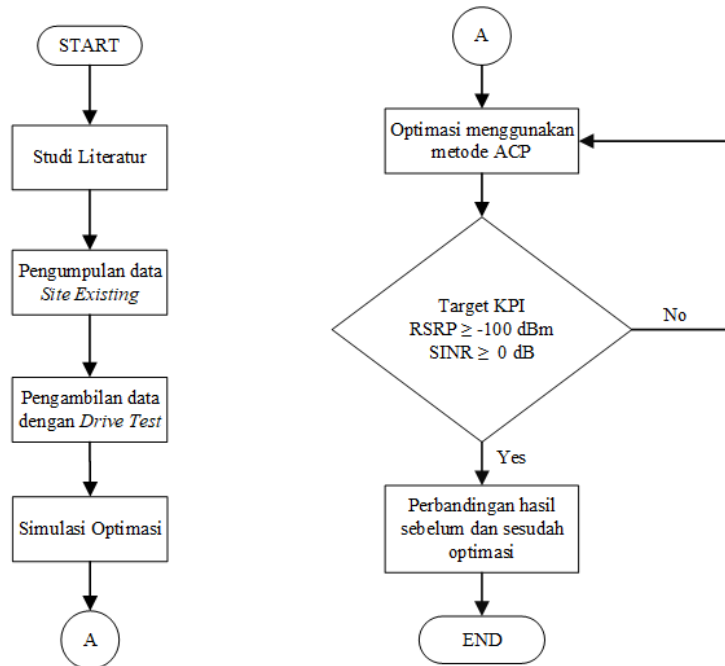 START
Studi Literatur
Pengumpulan data
Site Existing
Pengambilan data
dengan Drive Test
Simulasi Optimasi
A
A
Optimasi menggunakan
metode ACP
Target KPI
RSRP ≥ -100 dBm
SINR ≥ 0 dB
No
Yes
Perbandingan hasil
sebelum dan sesudah
optimasi
END